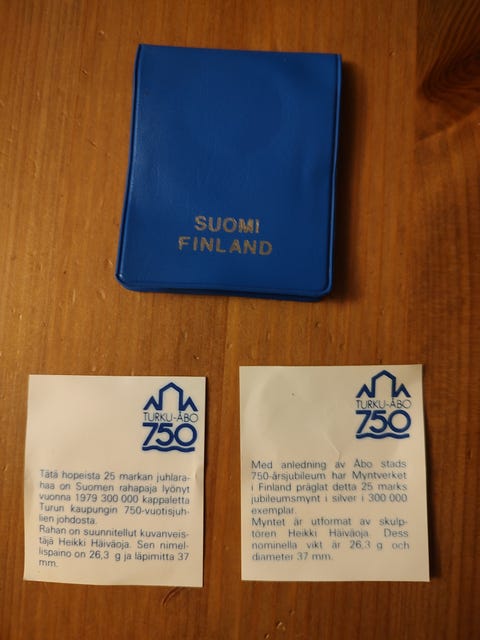 SUOMI
FINLAND
TURKU-ÅBO
750
Tätä hopeista 25 markan juhlara-
haa on Suomen rahapaja lyönyt
vuonna 1979 300 000 kappaletta
Turun kaupungin 750-vuotisjuh-
lien johdosta.
Rahan on suunnitellut kuvanveis-
täjä Heikki Häiväoja. Sen nimel-
lispaino on 26,3 g ja läpimitta 37
mm.
TURKU-ÅBO
750
Med anledning av Åbo stads
750-årsjubileum har Myntverket
i Finland präglat detta 25 marks
jubileumsmynt i silver i 300 000
exemplar.
Myntet är utformat av skulp-
tören Heikki Häiväoja. Dess
nominella vikt är 26,3 g och
diameter 37 mm.